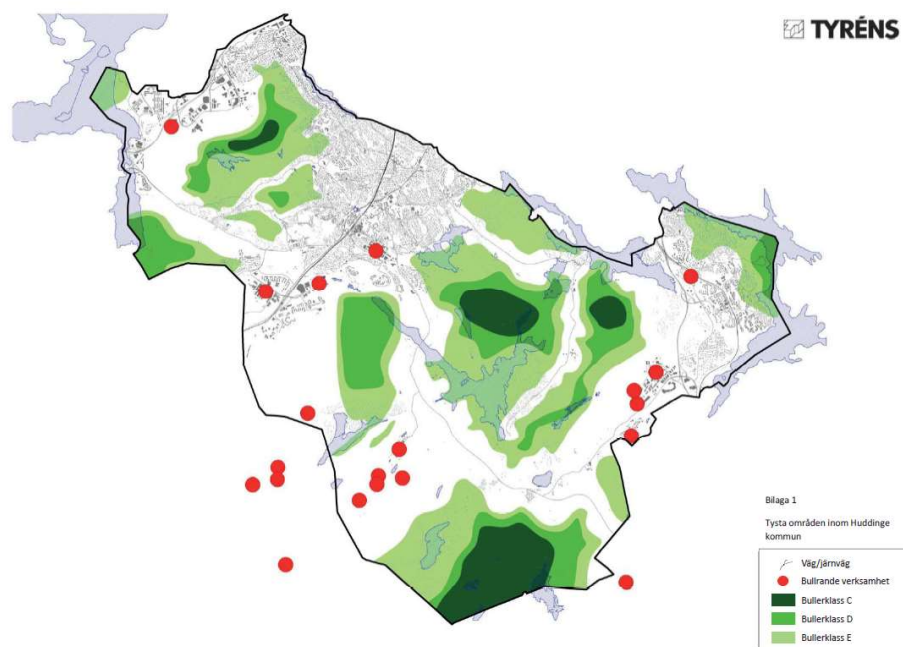 TYRÉNS
Bilaga 1
Tysta områden inom Huddinge
kommun
Väg/järnväg
Bullrande verksamhet
Bullerklass C
Bullerklass D
Bullerklass E